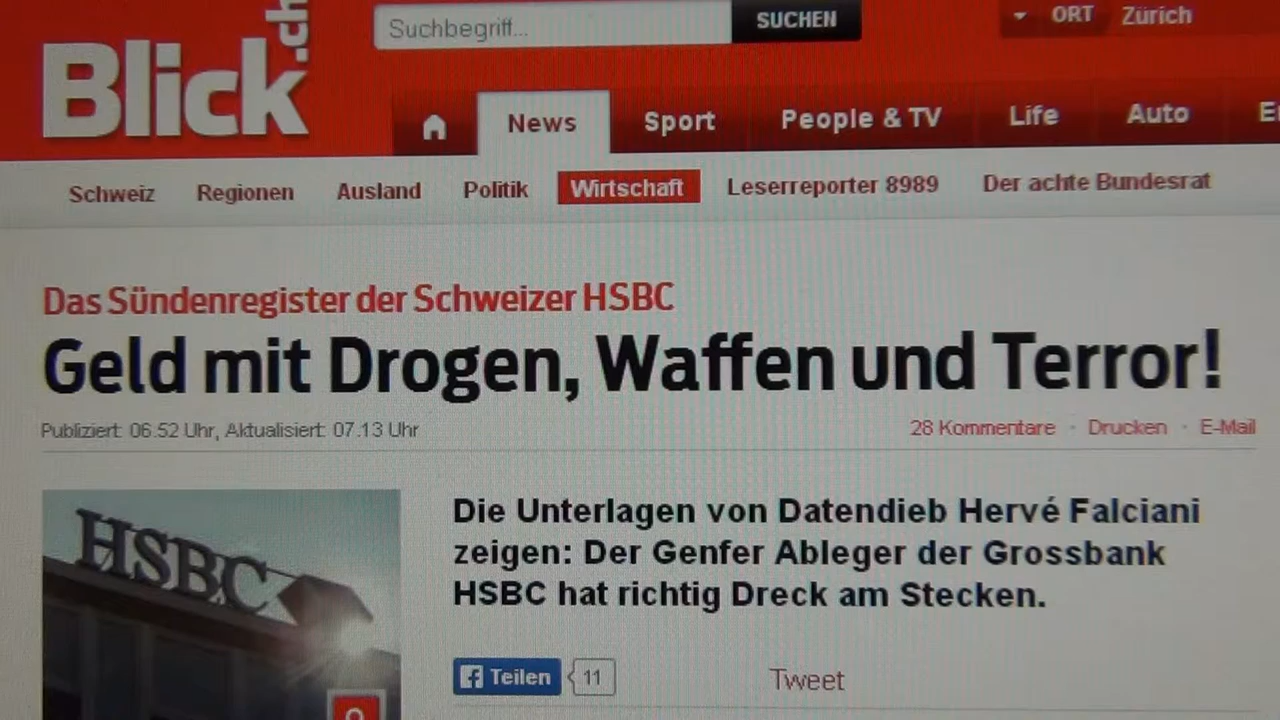 Blick.ch
Suchbegriff...
SUCHEN
ORT
Zürich
News
Sport
People & TV
Life
Auto
Schweiz
Regionen
Ausland
Politik
Wirtschaft
Leserreporter 8989
Der achte Bundesrat
Das Sündenregister der Schweizer HSBC
Geld mit Drogen, Waffen und Terror!
Publiziert: 06.52 Uhr, Aktualisiert: 07.13 Uhr
28 Kommentare · Drucken · E-Mail
HSBC
Die Unterlagen von Datendieb Hervé Falciani
zeigen: Der Genfer Ableger der Grossbank
HSBC hat richtig Dreck am Stecken.
Teilen
11
Tweet